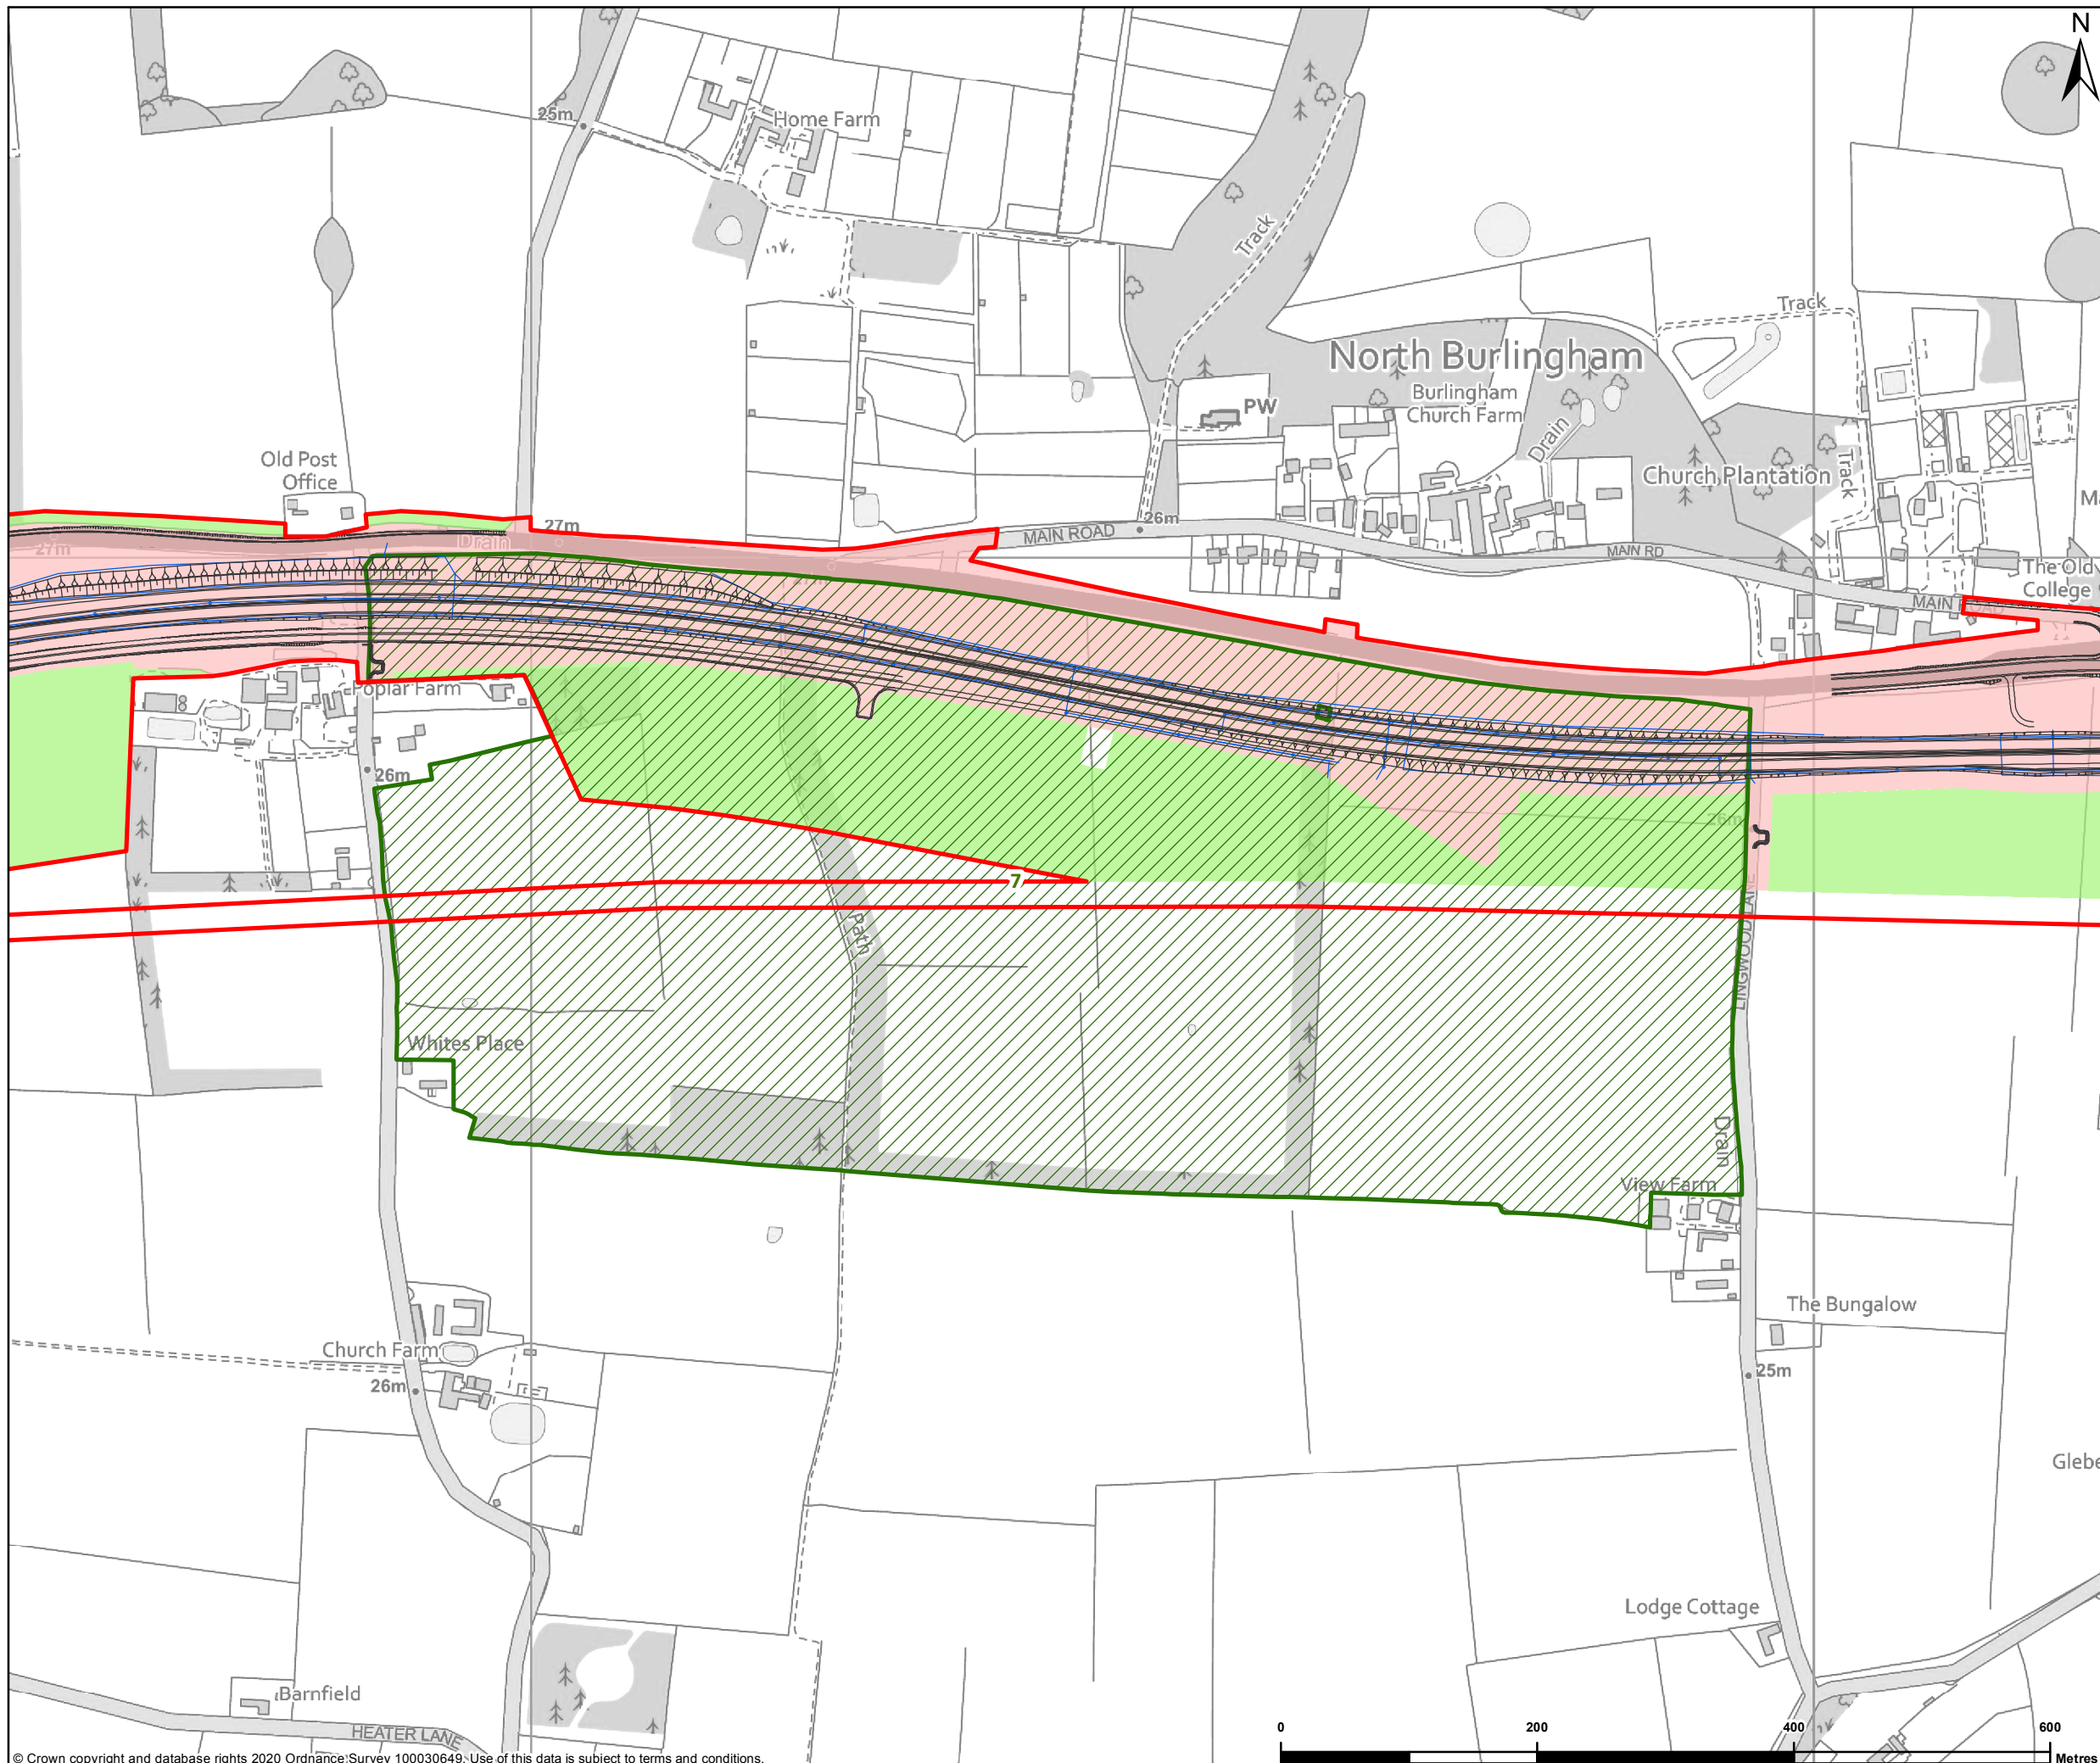 N
25m
Home Farm
Track
Track
North Burlingham
Burlingham
Church Farm
PW
Drain
Church Plantation
Track
Old Post
Office
27m
27m
Drain
26m
MAIN ROAD
MAIN RD
The Old
College
MAIN ROAD
Poplar Farm
26m
26m
7
Path
LINGWOOD LANE
Whites Place
Drain
View Farm
The Bungalow
Church Farm
26m
25m
Glebe
Lodge Cottage
Barnfield
HEATER LANE
0 200 400 600
Metres
© Crown copyright and database rights 2020 Ordnance Survey 100030649. Use of this data is subject to terms and conditions.